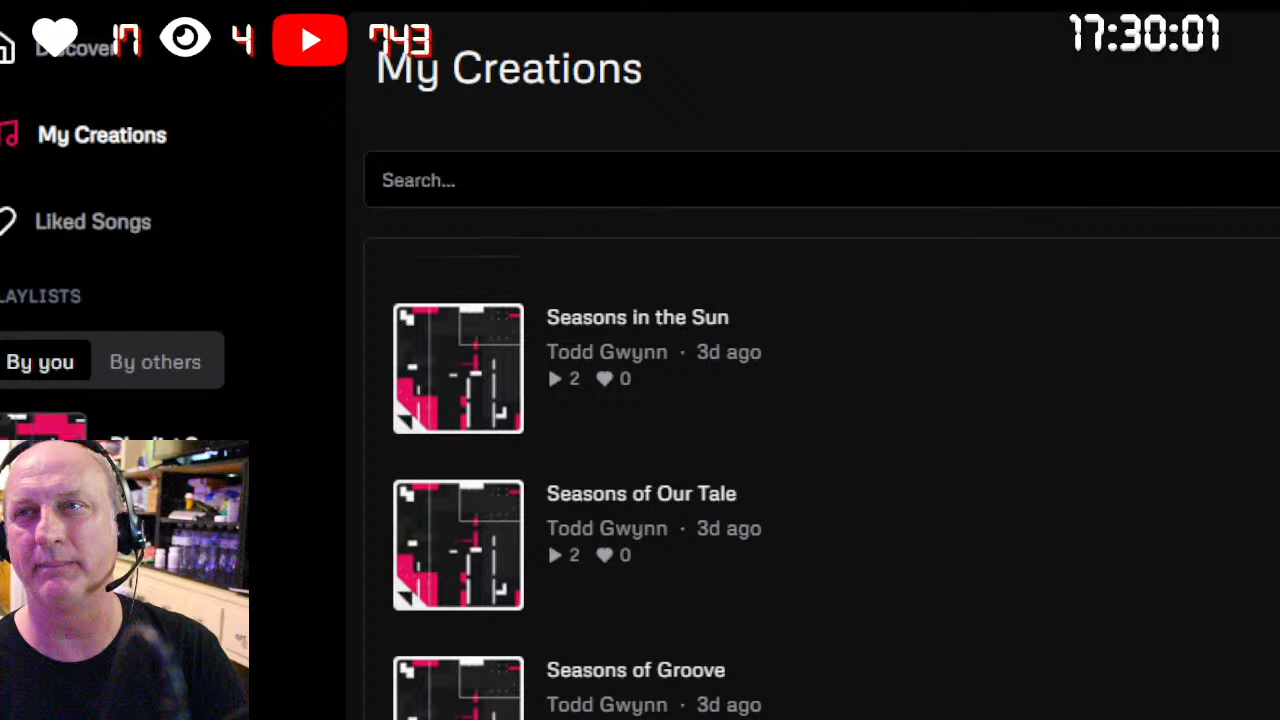 17 4 743 17:30:01
Discover
My Creations
My Creations
Search...
Liked Songs
LAYLISTS
By you By others
Seasons in the Sun
Todd Gwynn · 3d ago
2 0
Seasons of Our Tale
Todd Gwynn · 3d ago
2 0
Seasons of Groove
Todd Gwynn · 3d ago